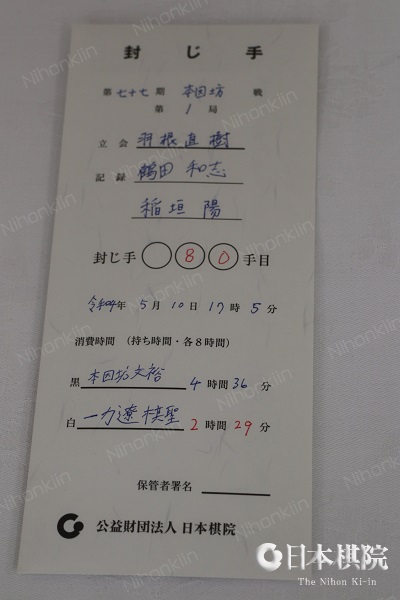 封じ手
第七十七期 本因坊 戦
第 1 局
立会 羽根直樹
記録 鶴田和志
稲垣陽
封じ手 80 手目
令和4年 5月 10日 17時 5分
消費時間 (持ち時間・各8時間)
黒 本因坊文裕 4時間36分
白 一力遼棋聖 2時間29分
保管者署名
公益財団法人 日本棋院
日本棋院
The Nihon Ki-in
Nihonkiin